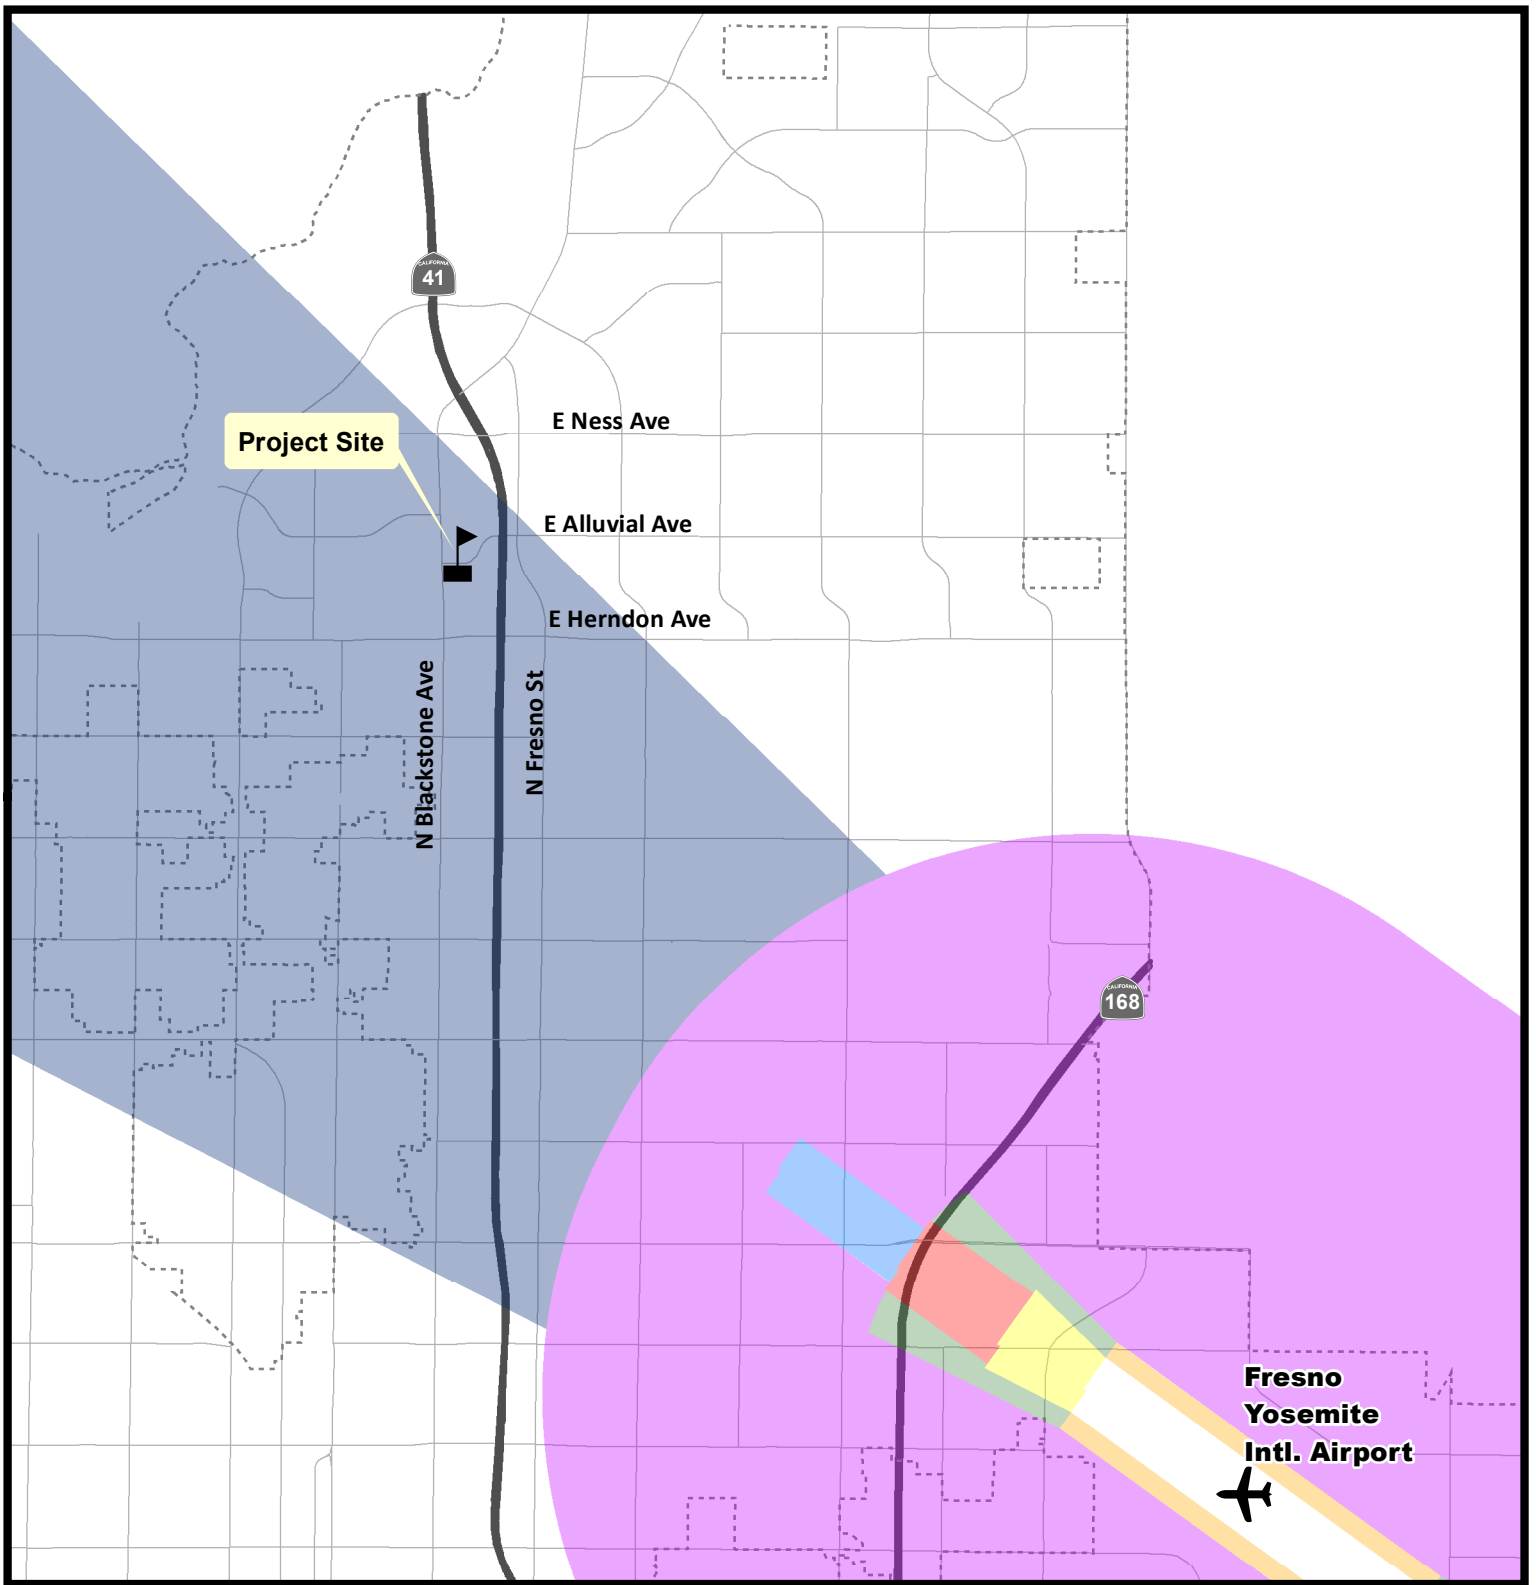 CALIFORNIA
41
E Ness Ave
Project Site
E Alluvial Ave
E Herndon Ave
N Blackstone Ave
N Fresno St
CALIFORNIA
168
Fresno
Yosemite
Intl. Airport